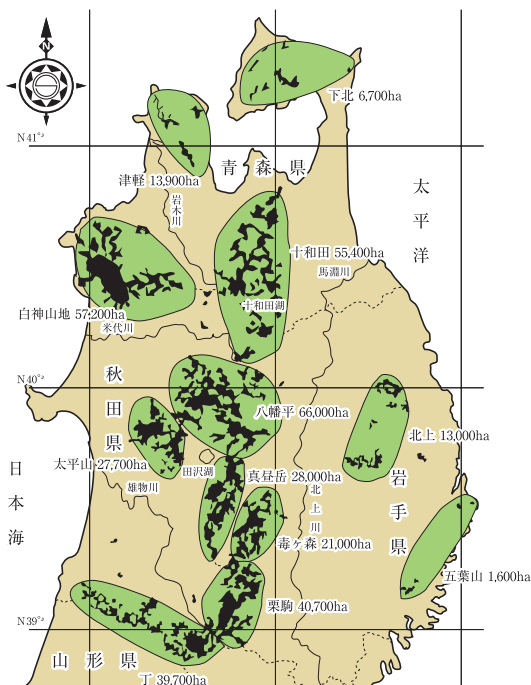 N
下北 6,700ha
N41°
青森県
津軽 13,900ha
岩木川
太平洋
十和田 55,400ha
馬淵川
十和田湖
白神山地 57,200ha
米代川
N40°
秋田県
八幡平 66,000ha
北上 13,000ha
太平山 27,700ha
田沢湖
真昼岳 28,000ha
日本海
雄物川
北上川
岩手県
毒ヶ森 21,000ha
五葉山 1,600ha
栗駒 40,700ha
N39°
山形県
丁 39,700ha